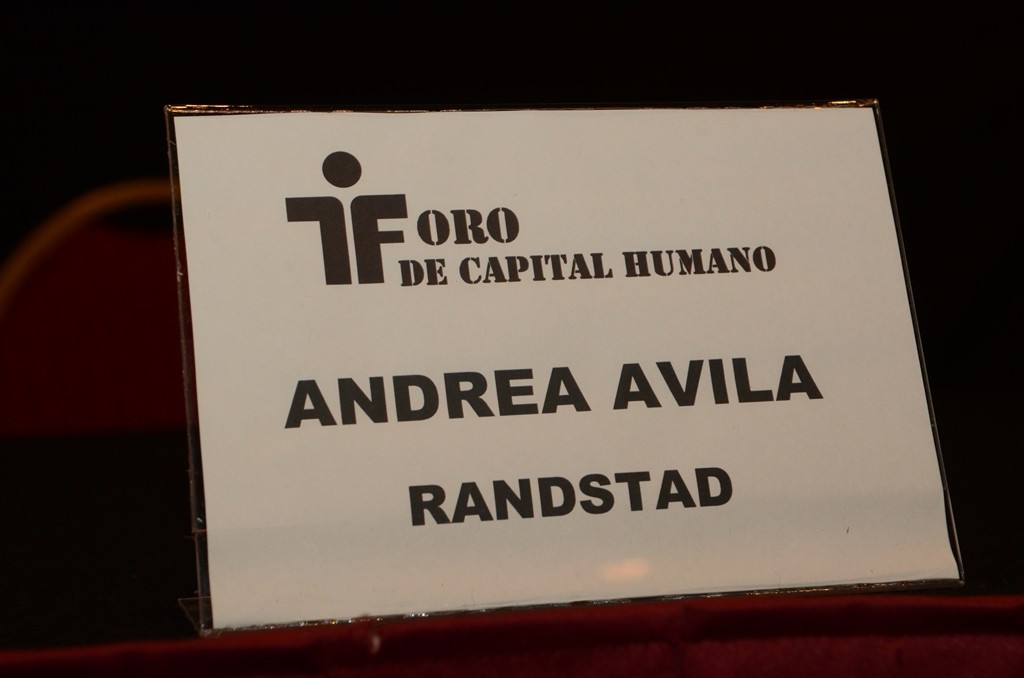 FORO
DE CAPITAL HUMANO
ANDREA AVILA
RANDSTAD